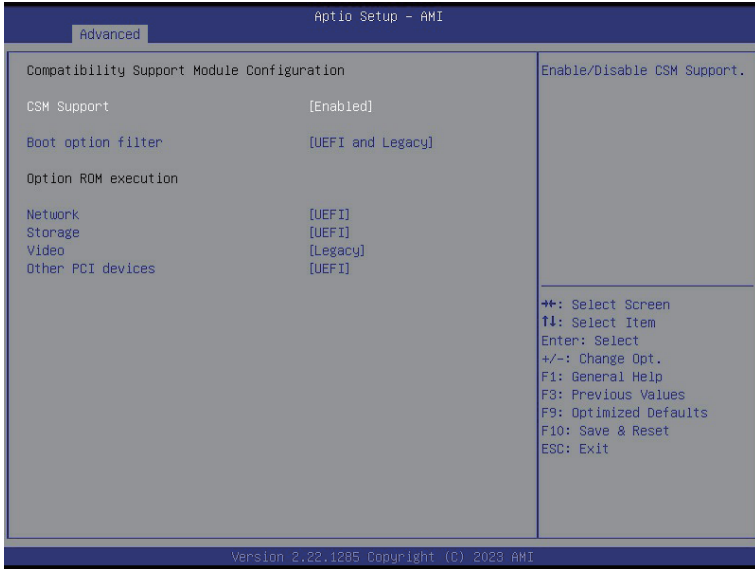 Aptio Setup – AMI
Advanced
Compatibility Support Module Configuration
CSM Support [Enabled]
Boot option filter [UEFI and Legacy]
Option ROM execution
Network [UEFI]
Storage [UEFI]
Video [Legacy]
Other PCI devices [UEFI]
Enable/Disable CSM Support.
→←: Select Screen
↑↓: Select Item
Enter: Select
+/-: Change Opt.
F1: General Help
F3: Previous Values
F9: Optimized Defaults
F10: Save & Reset
ESC: Exit
Version 2.22.1285 Copyright (C) 2023 AMI